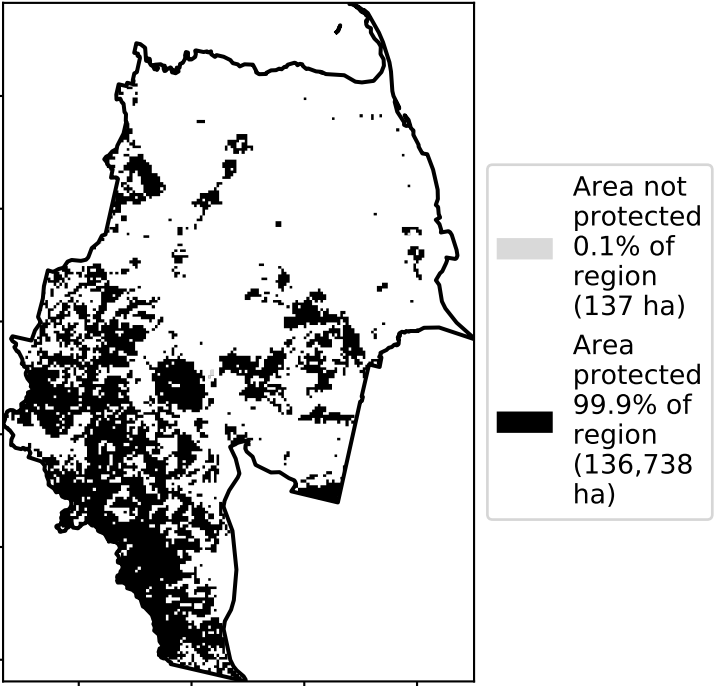 Area not
protected
0.1% of
region
(137 ha)
Area
protected
99.9% of
region
(136,738
ha)